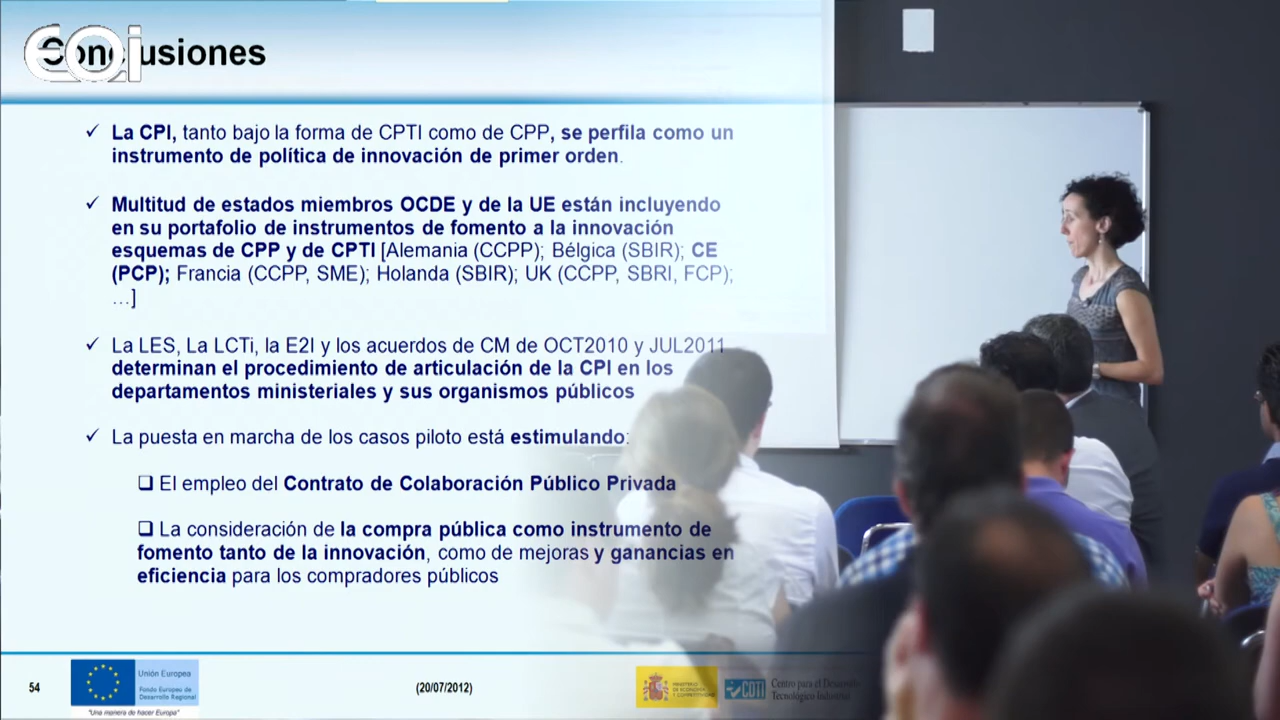 Conclusiones
EOi
✓ La CPI, tanto bajo la forma de CPTI como de CPP, se perfila como un
instrumento de política de innovación de primer orden.
✓ Multitud de estados miembros OCDE y de la UE están incluyendo
en su portafolio de instrumentos de fomento a la innovación
esquemas de CPP y de CPTI [Alemania (CCPP); Bélgica (SBIR); CE
(PCP); Francia (CCPP, SME); Holanda (SBIR); UK (CCPP, SBRI, FCP);
…]
✓ La LES, La LCTi, la E2I y los acuerdos de CM de OCT2010 y JUL2011
determinan el procedimiento de articulación de la CPI en los
departamentos ministeriales y sus organismos públicos
✓ La puesta en marcha de los casos piloto está estimulando:
❑ El empleo del Contrato de Colaboración Público Privada
❑ La consideración de la compra pública como instrumento de
fomento tanto de la innovación, como de mejoras y ganancias en
eficiencia para los compradores públicos
54
Unión Europea
Fondo Europeo de
Desarrollo Regional
"Una manera de hacer Europa"
(20/07/2012)
MINISTERIO
DE ECONOMÍA
Y COMPETITIVIDAD
CDTI
Centro para el Desarrollo
Tecnológico Industrial